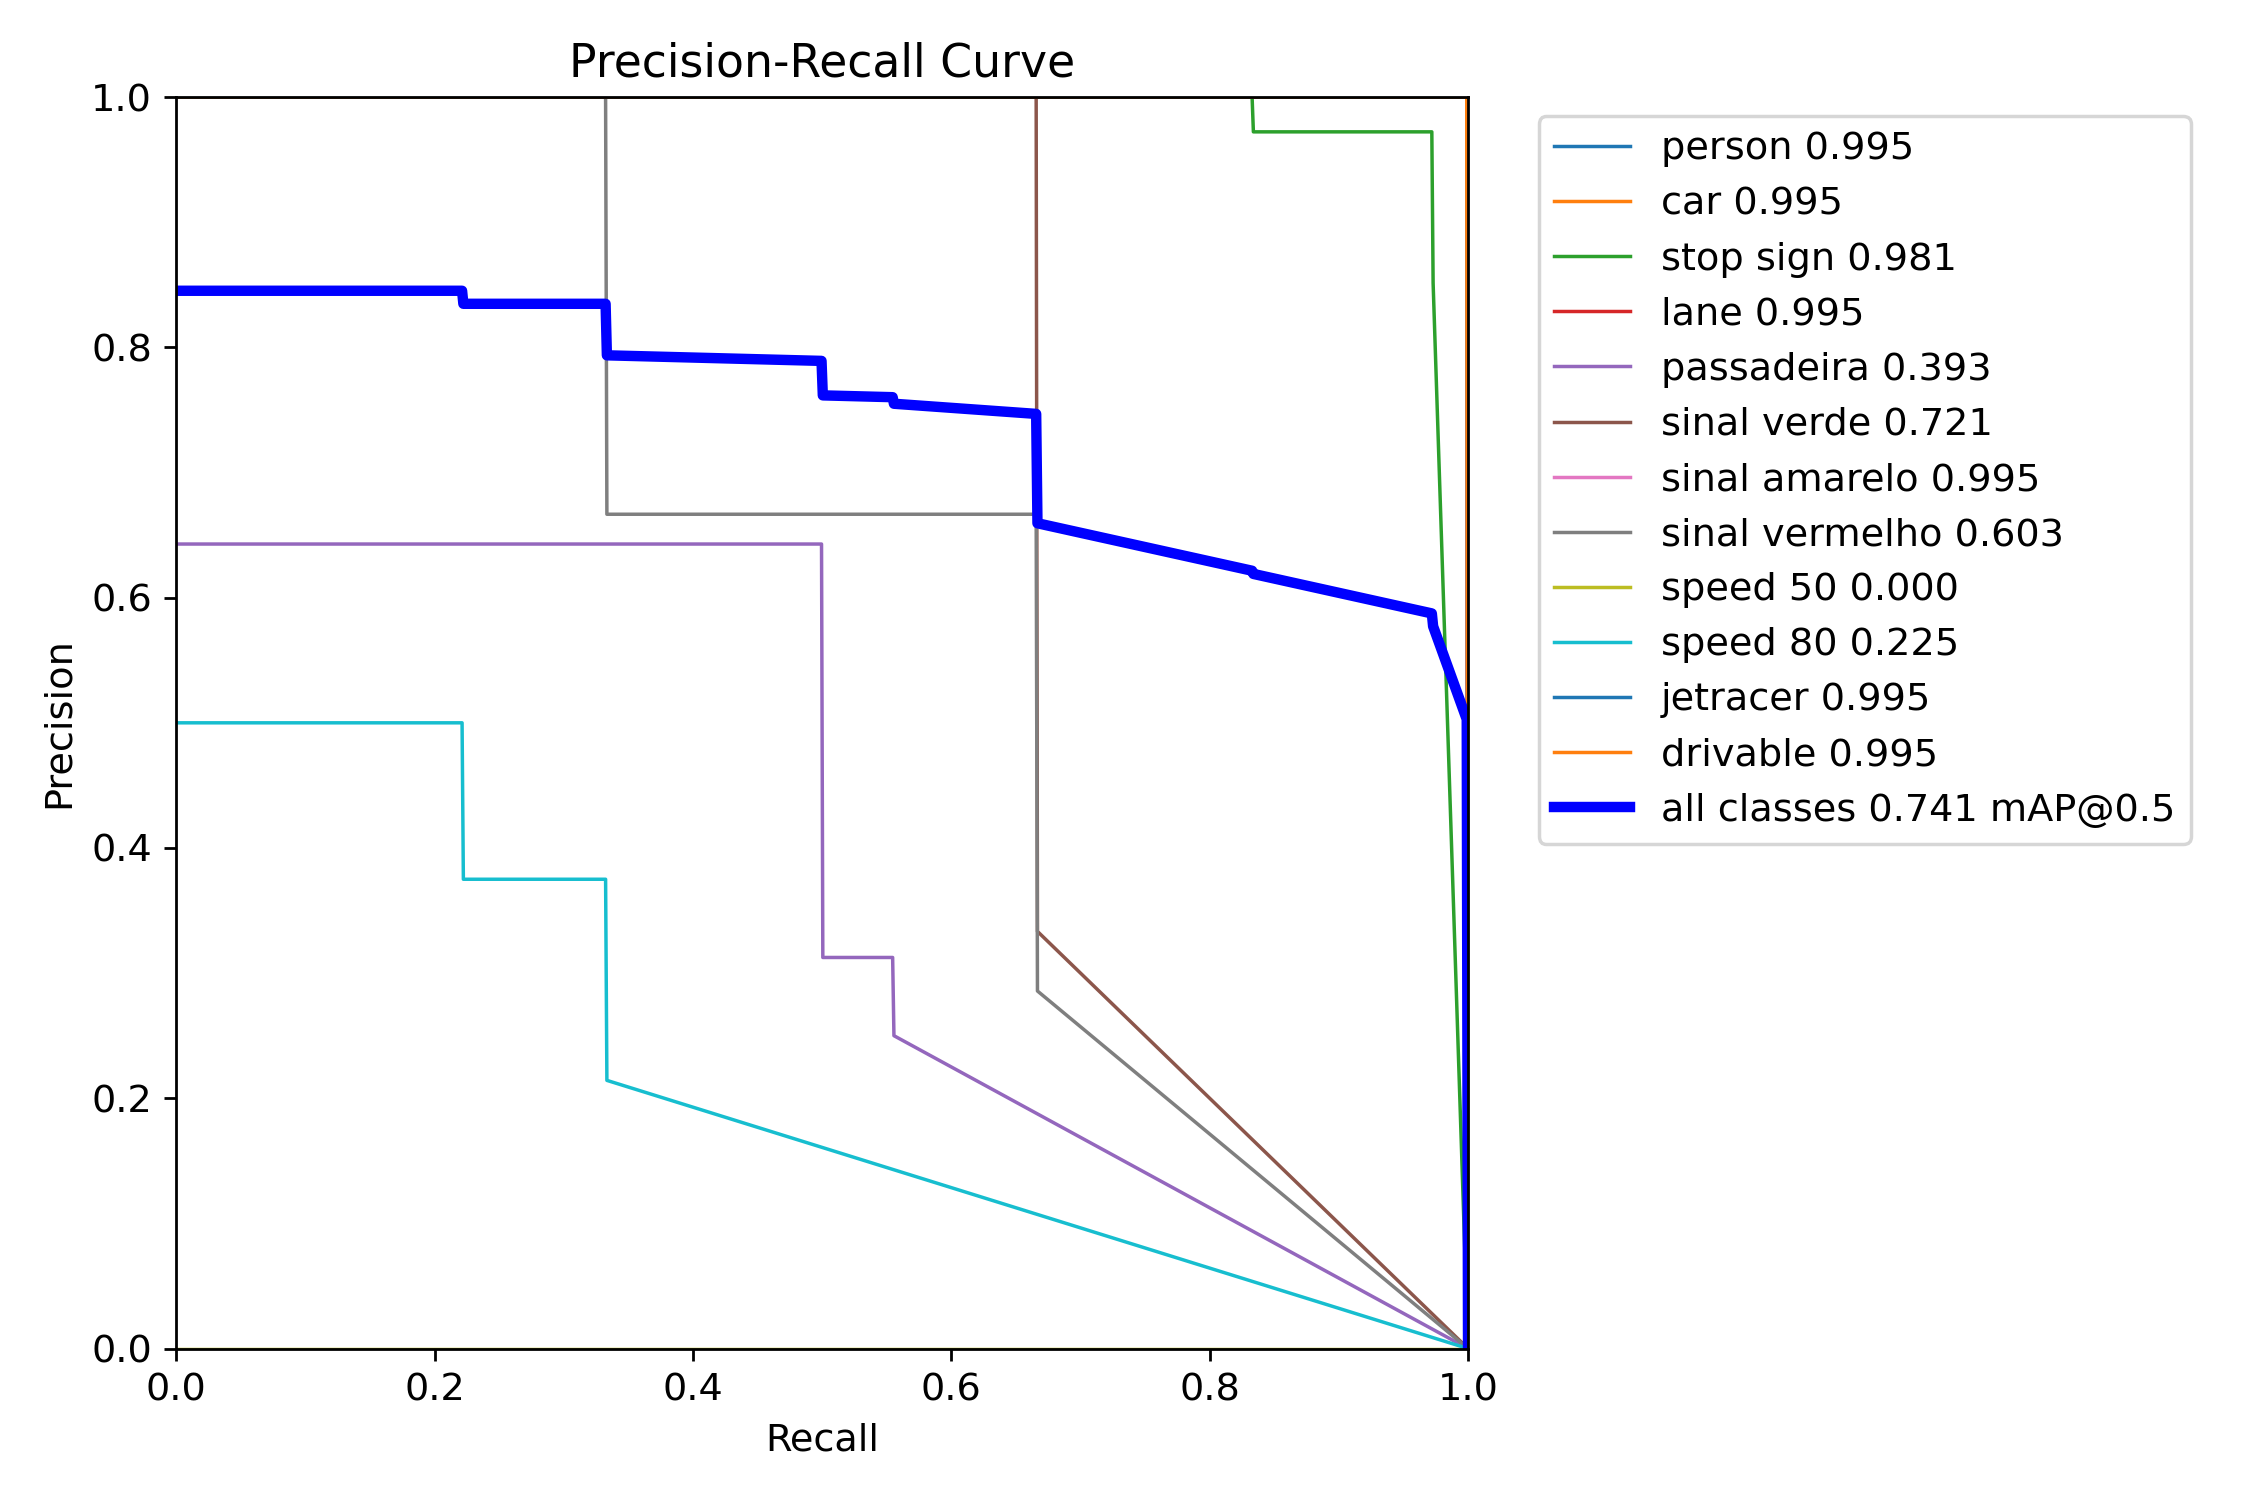 Precision-Recall Curve
1.0
0.8
0.6
0.4
0.2
0.0
Precision
0.0 0.2 0.4 0.6 0.8 1.0
Recall
person 0.995
car 0.995
stop sign 0.981
lane 0.995
passadeira 0.393
sinal verde 0.721
sinal amarelo 0.995
sinal vermelho 0.603
speed 50 0.000
speed 80 0.225
jetracer 0.995
drivable 0.995
all classes 0.741 mAP@0.5